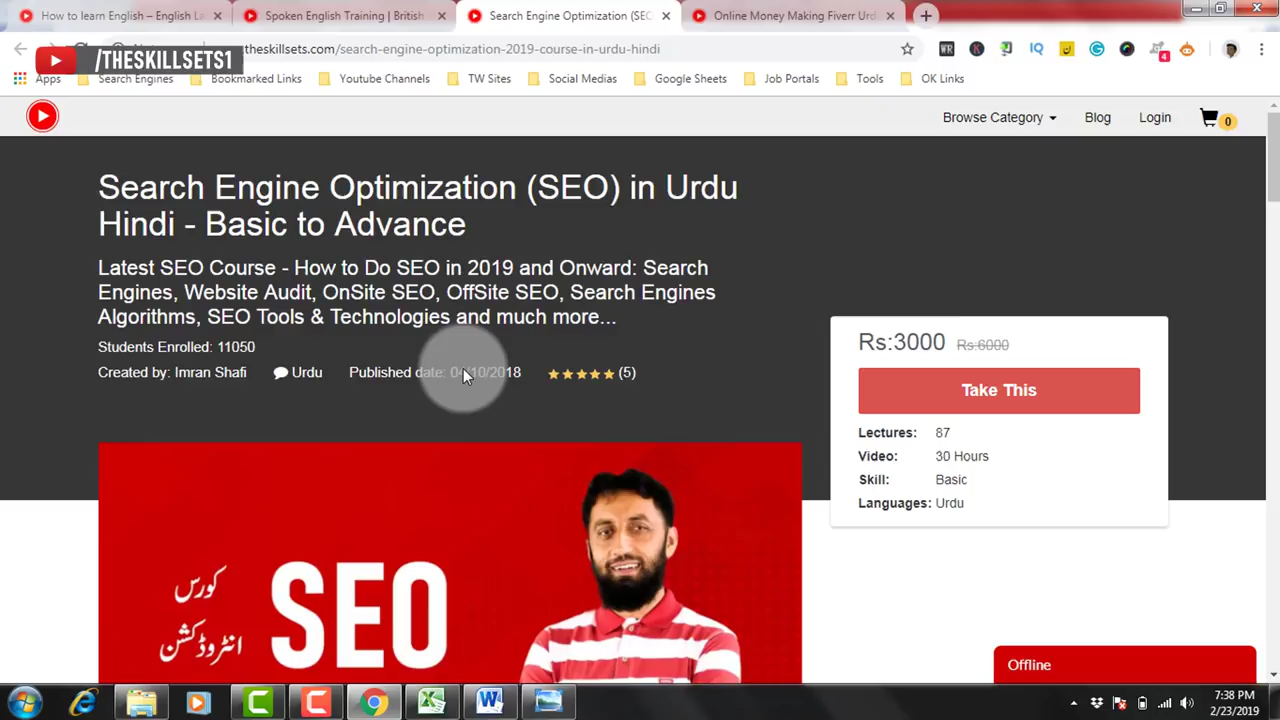 How to learn English – English La
Spoken English Training | British
Search Engine Optimization (SEO
Online Money Making Fiverr Urd
/THESKILLSETS1
theskillsets.com/search-engine-optimization-2019-course-in-urdu-hindi
WR
K
IQ
4
Apps
Search Engines
Bookmarked Links
Youtube Channels
TW Sites
Social Medias
Google Sheets
Job Portals
Tools
OK Links
Browse Category
Blog
Login
0
Search Engine Optimization (SEO) in Urdu
Hindi - Basic to Advance
Latest SEO Course - How to Do SEO in 2019 and Onward: Search
Engines, Website Audit, OnSite SEO, OffSite SEO, Search Engines
Algorithms, SEO Tools & Technologies and much more...
Students Enrolled: 11050
Created by: Imran Shafi
Urdu
Published date: 04/10/2018
(5)
Rs:3000 Rs:6000
Take This
Lectures: 87
Video: 30 Hours
Skill: Basic
Languages: Urdu
کورس
انٹروڈکشن
SEO
Offline
7:38 PM
2/23/2019